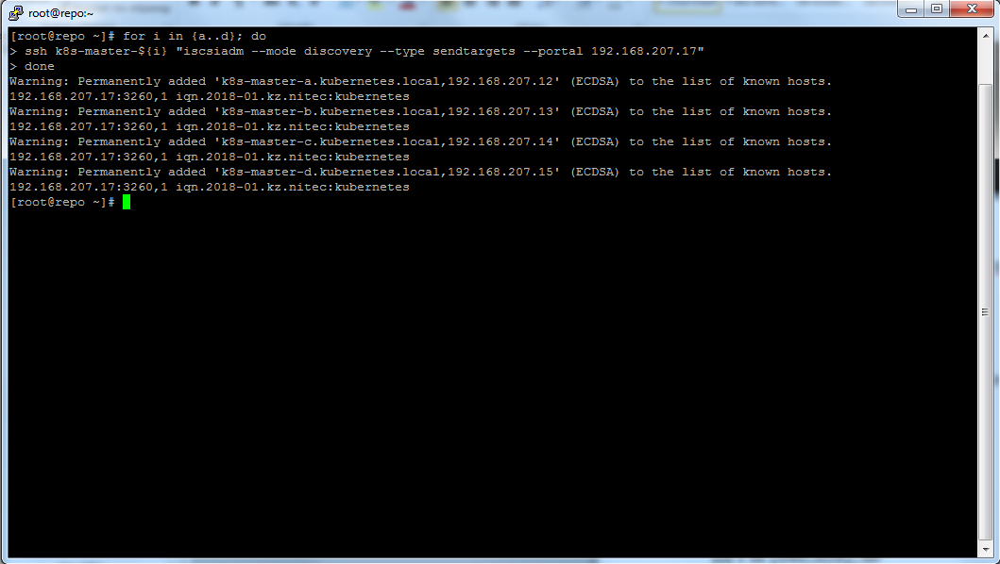 root@repo:~
[root@repo ~]# for i in {a..d}; do
> ssh k8s-master-${i} "iscsiadm --mode discovery --type sendtargets --portal 192.168.207.17"
> done
Warning: Permanently added 'k8s-master-a.kubernetes.local,192.168.207.12' (ECDSA) to the list of known hosts.
192.168.207.17:3260,1 iqn.2018-01.kz.nitec:kubernetes
Warning: Permanently added 'k8s-master-b.kubernetes.local,192.168.207.13' (ECDSA) to the list of known hosts.
192.168.207.17:3260,1 iqn.2018-01.kz.nitec:kubernetes
Warning: Permanently added 'k8s-master-c.kubernetes.local,192.168.207.14' (ECDSA) to the list of known hosts.
192.168.207.17:3260,1 iqn.2018-01.kz.nitec:kubernetes
Warning: Permanently added 'k8s-master-d.kubernetes.local,192.168.207.15' (ECDSA) to the list of known hosts.
192.168.207.17:3260,1 iqn.2018-01.kz.nitec:kubernetes
[root@repo ~]#